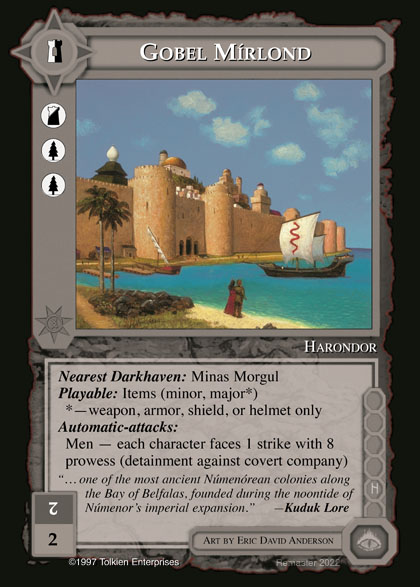 Gobel Mírlond
Harondor
Nearest Darkhaven: Minas Morgul
Playable: Items (minor, major*)
*—weapon, armor, shield, or helmet only
Automatic-attacks:
Men — each character faces 1 strike with 8
prowess (detainment against covert company)
“… one of the most ancient Númenórean colonies along
the Bay of Belfalas, founded during the noontide of
Númenor’s imperial expansion.” —Kuduk Lore
H
2
2
Art by Eric David Anderson
©1997 Tolkien Enterprises
Remaster 2022